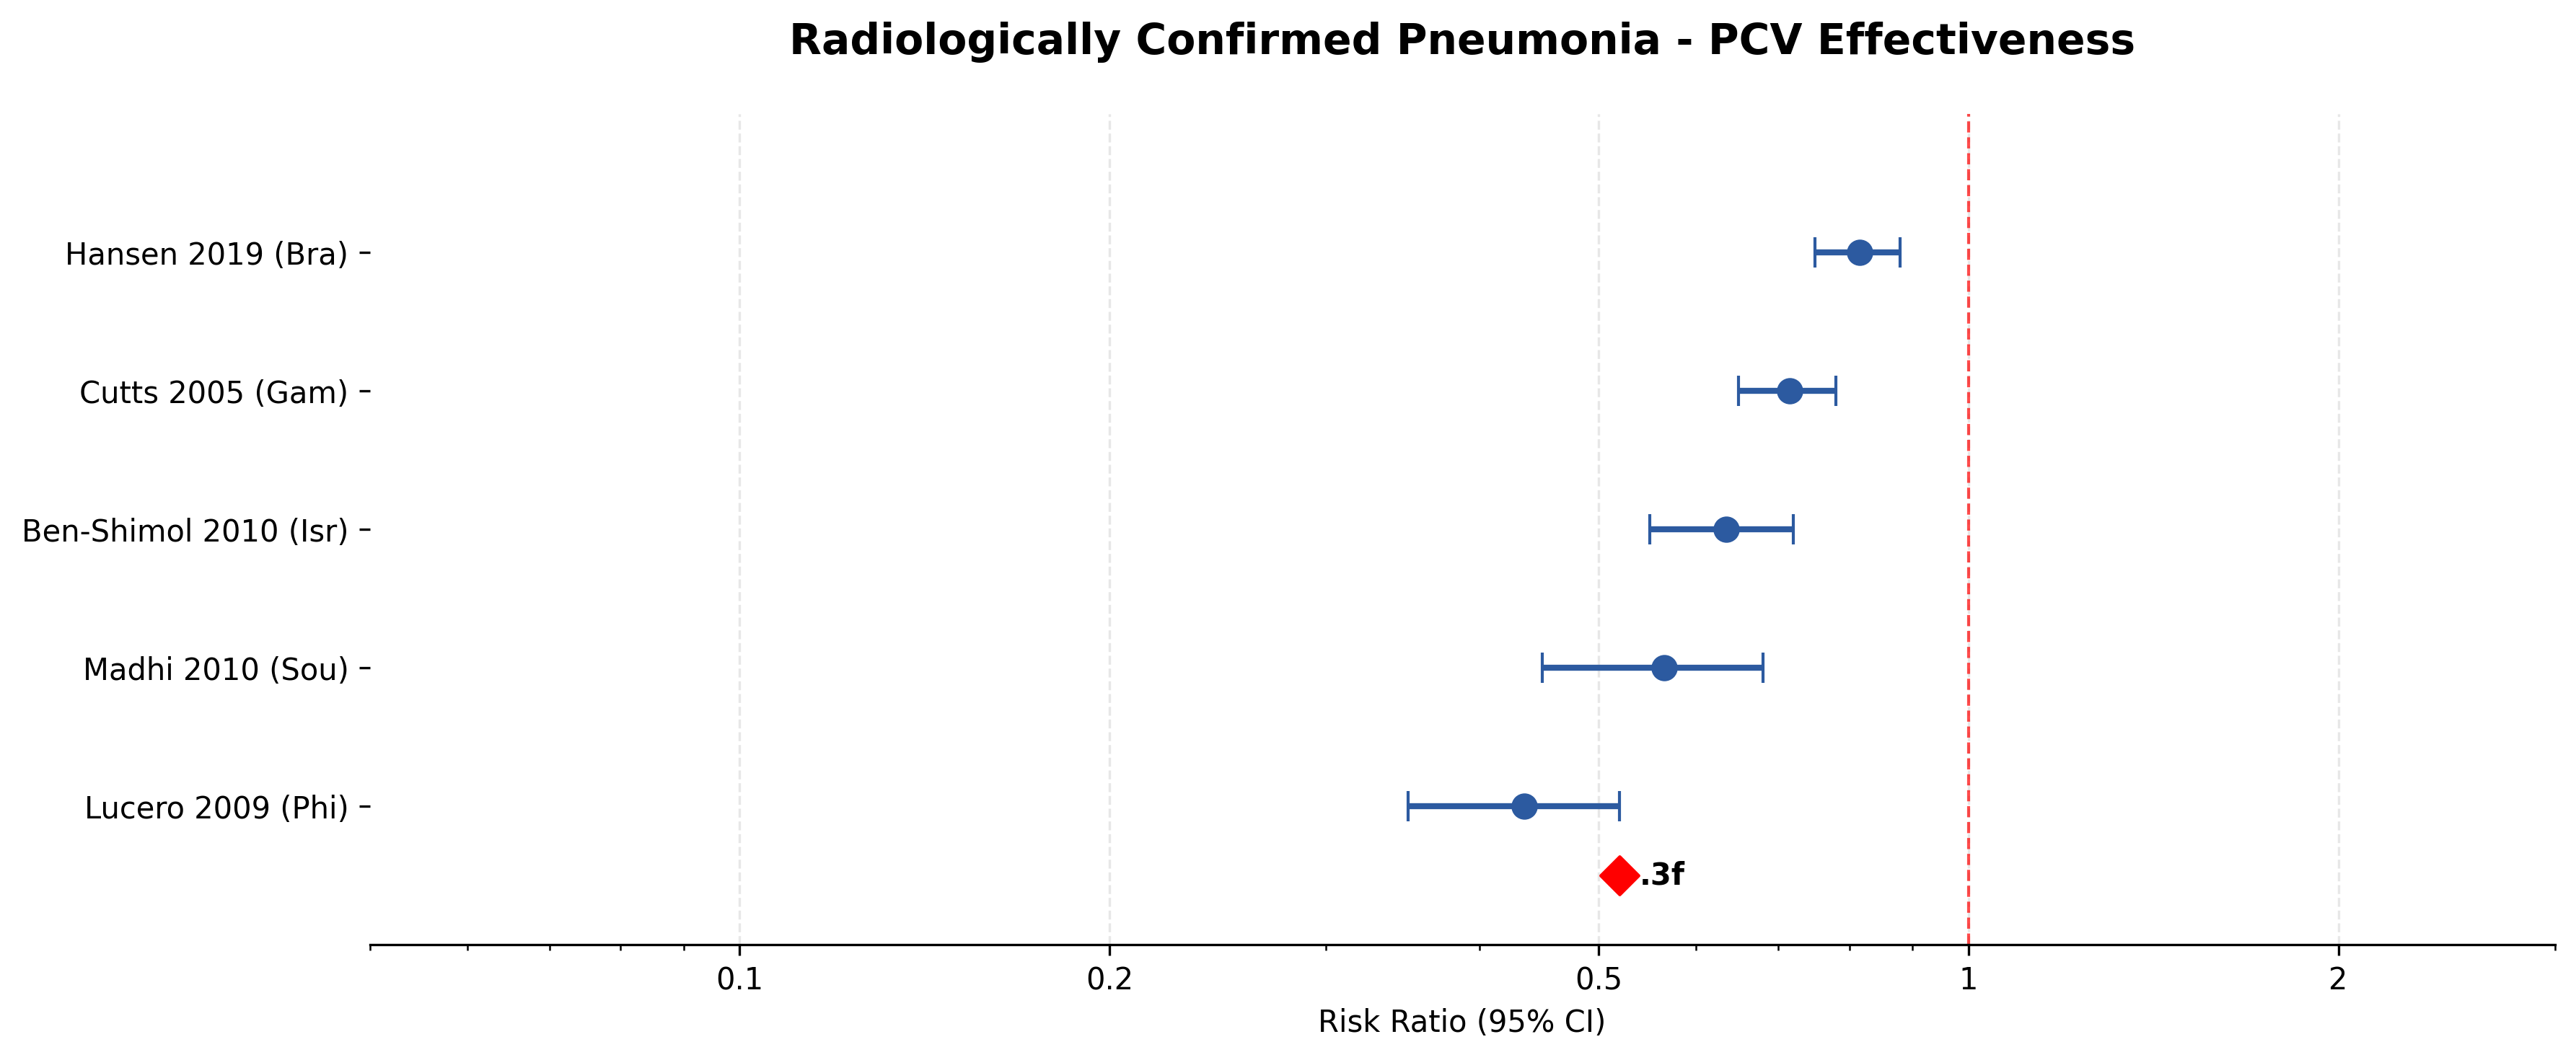 Radiologically Confirmed Pneumonia - PCV Effectiveness
Hansen 2019 (Bra)
Cutts 2005 (Gam)
Ben-Shimol 2010 (Isr)
Madhi 2010 (Sou)
Lucero 2009 (Phi)
.3f
0.1 0.2 0.5 1 2
Risk Ratio (95% CI)